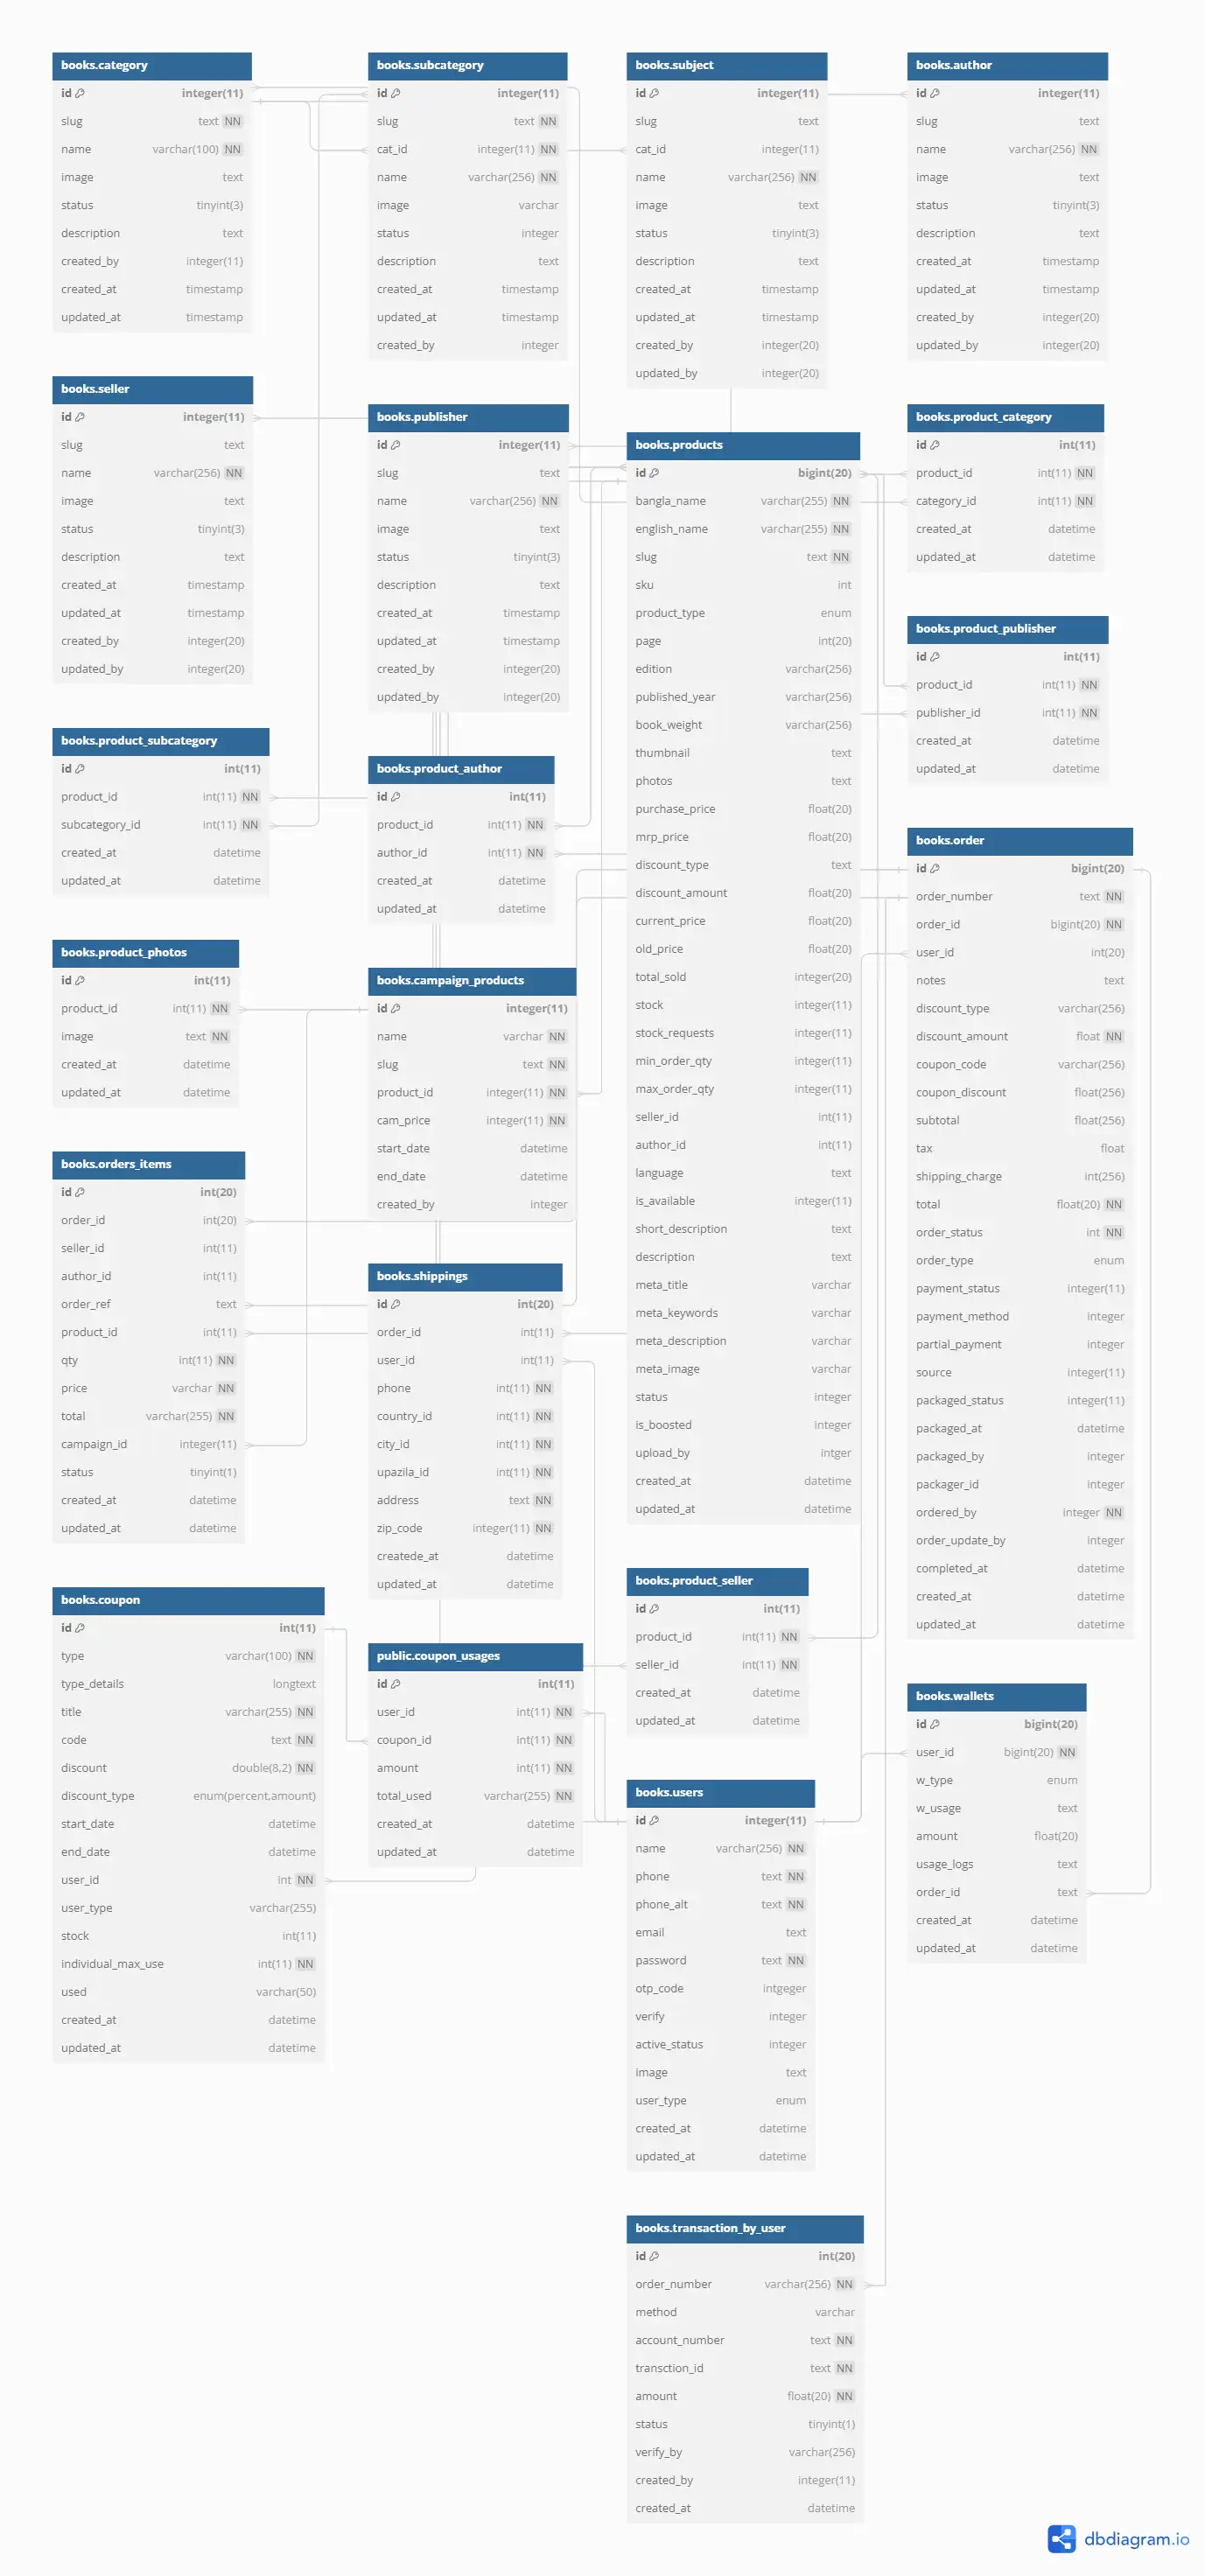 books.category
id integer(11)
slug text NN
name varchar(100) NN
image text
status tinyint(3)
description text
created_by integer(11)
created_at timestamp
updated_at timestamp
books.subcategory
id integer(11)
slug text NN
cat_id integer(11) NN
name varchar(256) NN
image varchar
status integer
description text
created_at timestamp
updated_at timestamp
created_by integer
books.subject
id integer(11)
slug text
cat_id integer(11)
name varchar(256) NN
image text
status tinyint(3)
description text
created_at timestamp
updated_at timestamp
created_by integer(20)
updated_by integer(20)
books.author
id integer(11)
slug text
name varchar(256) NN
image text
status tinyint(3)
description text
created_at timestamp
updated_at timestamp
created_by integer(20)
updated_by integer(20)
books.seller
id integer(11)
slug text
name varchar(256) NN
image text
status tinyint(3)
description text
created_at timestamp
updated_at timestamp
created_by integer(20)
updated_by integer(20)
books.publisher
id integer(11)
slug text
name varchar(256) NN
image text
status tinyint(3)
description text
created_at timestamp
updated_at timestamp
created_by integer(20)
updated_by integer(20)
books.products
id bigint(20)
bangla_name varchar(255) NN
english_name varchar(255) NN
slug text NN
sku int
product_type enum
page int(20)
edition varchar(256)
published_year varchar(256)
book_weight varchar(256)
thumbnail text
photos text
purchase_price float(20)
mrp_price float(20)
discount_type text
discount_amount float(20)
current_price float(20)
old_price float(20)
total_sold integer(20)
stock integer(11)
stock_requests integer(11)
min_order_qty integer(11)
max_order_qty integer(11)
seller_id int(11)
author_id int(11)
language text
is_available integer(11)
short_description text
description text
meta_title varchar
meta_keywords varchar
meta_description varchar
meta_image varchar
status integer
is_boosted integer
upload_by intger
created_at datetime
updated_at datetime
books.product_category
id int(11)
product_id int(11) NN
category_id int(11) NN
created_at datetime
updated_at datetime
books.product_publisher
id int(11)
product_id int(11) NN
publisher_id int(11) NN
created_at datetime
updated_at datetime
books.product_subcategory
id int(11)
product_id int(11) NN
subcategory_id int(11) NN
created_at datetime
updated_at datetime
books.product_author
id int(11)
product_id int(11) NN
author_id int(11) NN
created_at datetime
updated_at datetime
books.order
id bigint(20)
order_number text NN
order_id bigint(20) NN
user_id int(20)
notes text
discount_type varchar(256)
discount_amount float NN
coupon_code varchar(256)
coupon_discount float(256)
subtotal float(256)
tax float
shipping_charge int(256)
total float(20) NN
order_status int NN
order_type enum
payment_status integer(11)
payment_method integer
partial_payment integer
source integer(11)
packaged_status integer(11)
packaged_at datetime
packaged_by integer
packager_id integer
ordered_by integer NN
order_update_by integer
completed_at datetime
created_at datetime
updated_at datetime
books.product_photos
id int(11)
product_id int(11) NN
image text NN
created_at datetime
updated_at datetime
books.campaign_products
id integer(11)
name varchar NN
slug text NN
product_id integer(11) NN
cam_price integer(11) NN
start_date datetime
end_date datetime
created_by integer
books.orders_items
id int(20)
order_id int(20)
seller_id int(11)
author_id int(11)
order_ref text
product_id int(11)
qty int(11) NN
price varchar NN
total varchar(255) NN
campaign_id integer(11)
status tinyint(1)
created_at datetime
updated_at datetime
books.shippings
id int(20)
order_id int(11)
user_id int(11)
phone int(11) NN
country_id int(11) NN
city_id int(11) NN
upazila_id int(11) NN
address text NN
zip_code integer(11) NN
createde_at datetime
updated_at datetime
books.product_seller
id int(11)
product_id int(11) NN
seller_id int(11) NN
created_at datetime
updated_at datetime
books.coupon
id int(11)
type varchar(100) NN
type_details longtext
title varchar(255) NN
code text NN
discount double(8,2) NN
discount_type enum(percent,amount)
start_date datetime
end_date datetime
user_id int NN
user_type varchar(255)
stock int(11)
individual_max_use int(11) NN
used varchar(50)
created_at datetime
updated_at datetime
public.coupon_usages
id int(11)
user_id int(11) NN
coupon_id int(11) NN
amount int(11) NN
total_used varchar(255) NN
created_at datetime
updated_at datetime
books.wallets
id bigint(20)
user_id bigint(20) NN
w_type enum
w_usage text
amount float(20)
usage_logs text
order_id text
created_at datetime
updated_at datetime
books.users
id integer(11)
name varchar(256) NN
phone text NN
phone_alt text NN
email text
password text NN
otp_code intgeger
verify integer
active_status integer
image text
user_type enum
created_at datetime
updated_at datetime
books.transaction_by_user
id int(20)
order_number varchar(256) NN
method varchar
account_number text NN
transction_id text NN
amount float(20) NN
status tinyint(1)
verify_by varchar(256)
created_by integer(11)
created_at datetime
dbdiagram.io